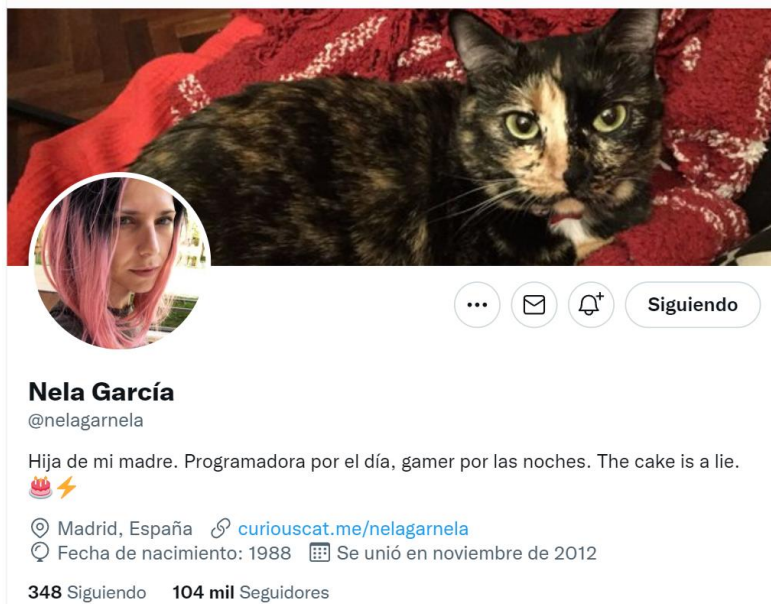 Siguiendo
Nela García
@nelagarnela
Hija de mi madre. Programadora por el día, gamer por las noches. The cake is a lie.
🎂⚡
Madrid, España curiouscat.me/nelagarnela
Fecha de nacimiento: 1988 Se unió en noviembre de 2012
348 Siguiendo 104 mil Seguidores